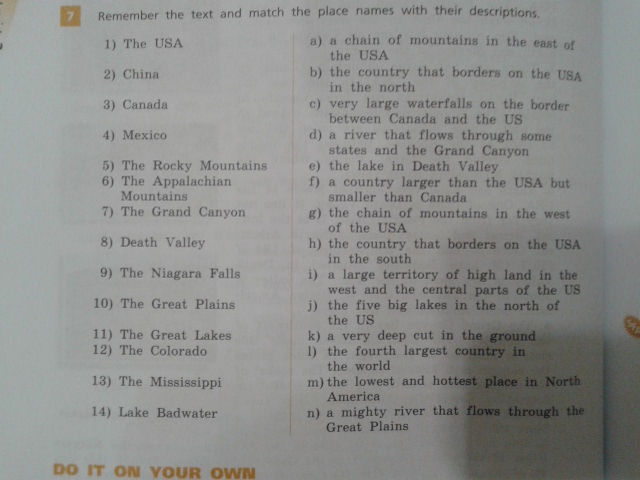 7 Remember the text and match the place names with their descriptions.
1) The USA
2) China
3) Canada
4) Mexico
5) The Rocky Mountains
6) The Appalachian
Mountains
7) The Grand Canyon
8) Death Valley
9) The Niagara Falls
10) The Great Plains
11) The Great Lakes
12) The Colorado
13) The Mississippi
14) Lake Badwater
a) a chain of mountains in the east of
the USA
b) the country that borders on the USA
in the north
c) very large waterfalls on the border
between Canada and the US
d) a river that flows through some
states and the Grand Canyon
e) the lake in Death Valley
f) a country larger than the USA but
smaller than Canada
g) the chain of mountains in the west
of the USA
h) the country that borders on the USA
in the south
i) a large territory of high land in the
west and the central parts of the US
j) the five big lakes in the north of
the US
k) a very deep cut in the ground
l) the fourth largest country in
the world
m) the lowest and hottest place in North
America
n) a mighty river that flows through the
Great Plains
DO IT ON YOUR OWN